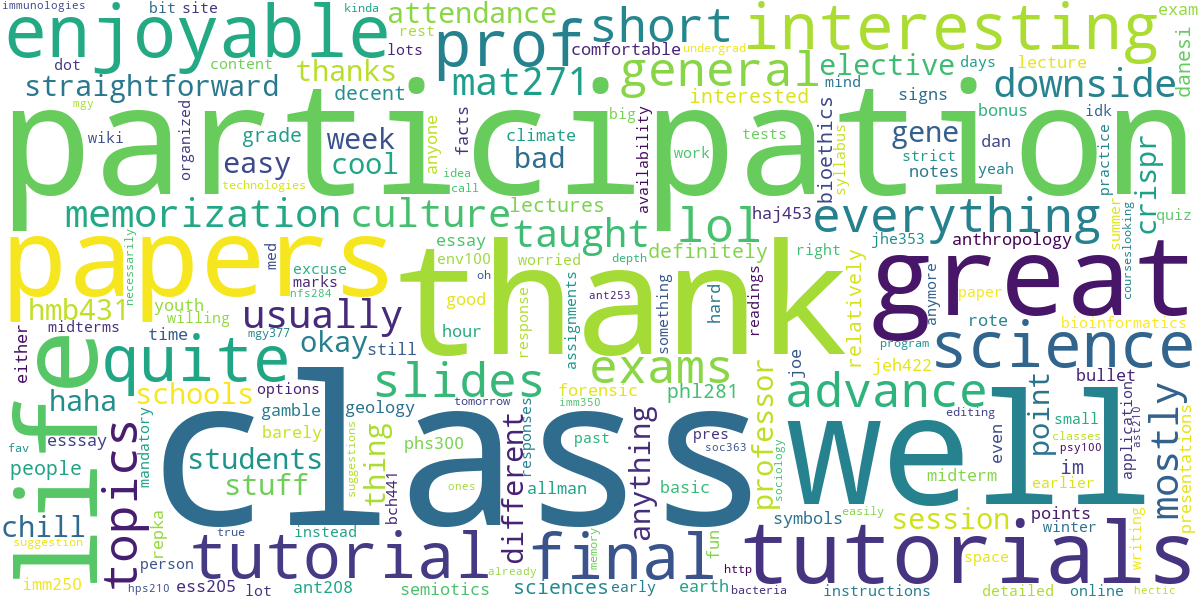 immunologies
bit
site
kinda
attendance
short
interesting
exam
enjoyable
prof
rest
comfortable
undergrad
dot
content
lots
thanks
mat271
general
elective
days
lecture
danesi
straightforward
decent
interested
mind
signs
downside
mgy
participation
bonus
idk
big
wiki
organized
grade
week
anyone
facts
climate
availability
tests
bioethics
syllabus
gene
dan
practice
crispr
easy
cool
idea
call
bad
work
strict
notes
yeah
technologies
memorization
culture
lectures
taught
lol
haj453
everything
summer
quiz
courseslooking
papers
necessarily
med
essay
env100
worried
depth
definitely
right
jhe353
anthropology
thank
great
excuse
marks
oh
nfs284
youth
willing
good
ant253
something
hard
readings
relatively
anymore
paper
hmb431
usually
hour
response
assignments
rote
bioinformatics
midterms
time
mgy377
okay
still
joe
program
science
either
life
quite
slides
exams
professor
jeh422
schools
options
forensic
phl281
advance
point
bullet
mostly
haha
gamble
geology
tomorrow
imm350
editing
small
application
ast210
esssay
mandatory
barely
class
phs300
different
responses
past
anything
pres
soc363
well
even
classes
psy100
presentations
fav
people
topics
students
suggestions
thing
bch441
basic
sociology
midterm
im
earlier
stuff
ones
allman
chill
repka
true
instead
symbols
easily
session
points
winter
writing
suggestion
person
tutorial
already
final
memory
fun
tutorials
space
imm250
hps210
ess205
lot
ant208
semiotics
sciences
early
earth
http
bacteria
instructions
detailed
online
hectic